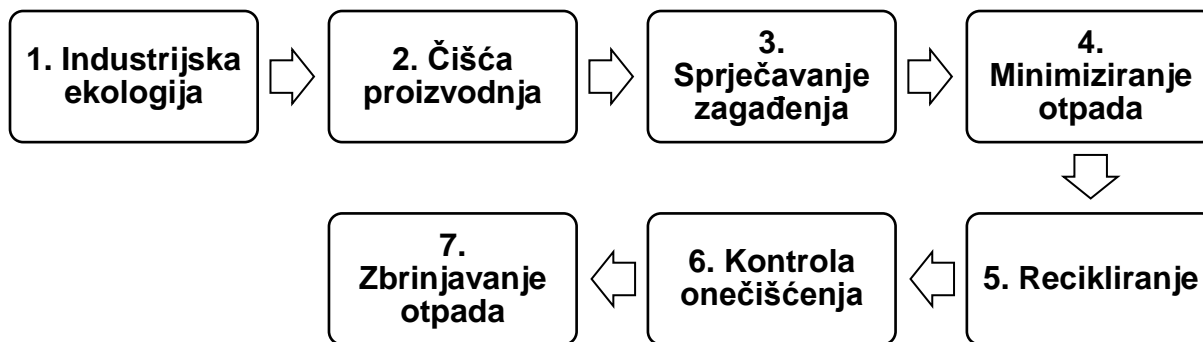 1. Industrijska
ekologija
2. Čišća
proizvodnja
3.
Sprječavanje
zagađenja
4.
Minimiziranje
otpada
5. Recikliranje
6. Kontrola
onečišćenja
7.
Zbrinjavanje
otpada